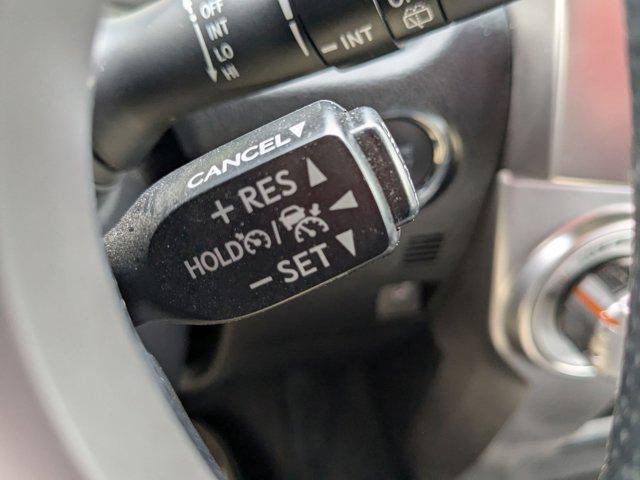 OFF
INT
LO
HI
— INT
CANCEL ▼
+ RES ▲
HOLD / ◀
− SET ▼